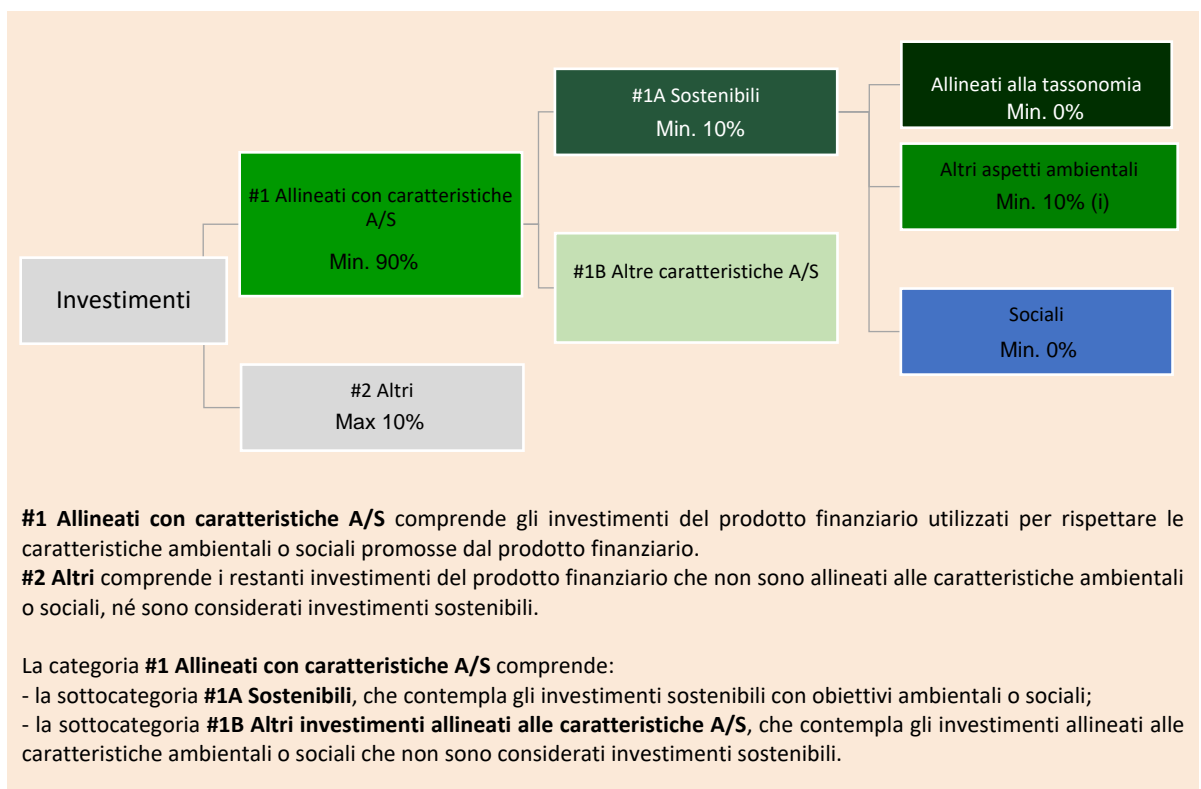 #1A Sostenibili
Min. 10%
Allineati alla tassonomia
Min. 0%
#1 Allineati con caratteristiche
A/S
Min. 90%
Altri aspetti ambientali
Min. 10% (i)
Investimenti
#1B Altre caratteristiche A/S
Sociali
Min. 0%
#2 Altri
Max 10%
#1 Allineati con caratteristiche A/S comprende gli investimenti del prodotto finanziario utilizzati per rispettare le
caratteristiche ambientali o sociali promosse dal prodotto finanziario.
#2 Altri comprende i restanti investimenti del prodotto finanziario che non sono allineati alle caratteristiche ambientali
o sociali, né sono considerati investimenti sostenibili.
La categoria #1 Allineati con caratteristiche A/S comprende:
- la sottocategoria #1A Sostenibili, che contempla gli investimenti sostenibili con obiettivi ambientali o sociali;
- la sottocategoria #1B Altri investimenti allineati alle caratteristiche A/S, che contempla gli investimenti allineati alle
caratteristiche ambientali o sociali che non sono considerati investimenti sostenibili.